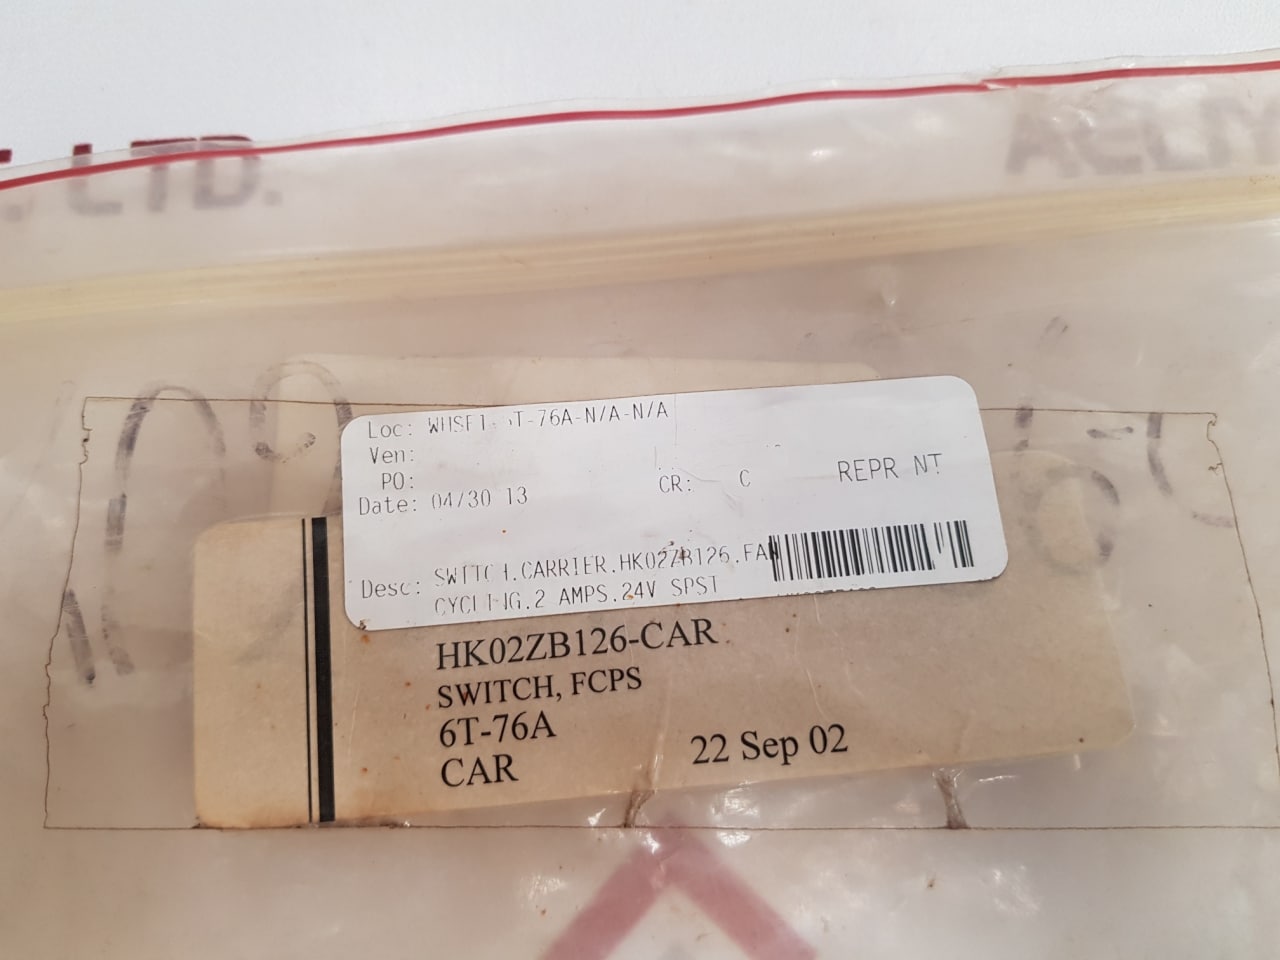 LTD.
Loc: WHSE1-6T-76A-N/A-N/A
Ven:
PO:
CR: C
REPR NT
Date: 04/30 13
Desc: SWITCH.CARRIER.HK02ZB126.FAN
CYCLING.2 AMPS.24V SPST
HK02ZB126-CAR
SWITCH, FCPS
6T-76A
CAR
22 Sep 02